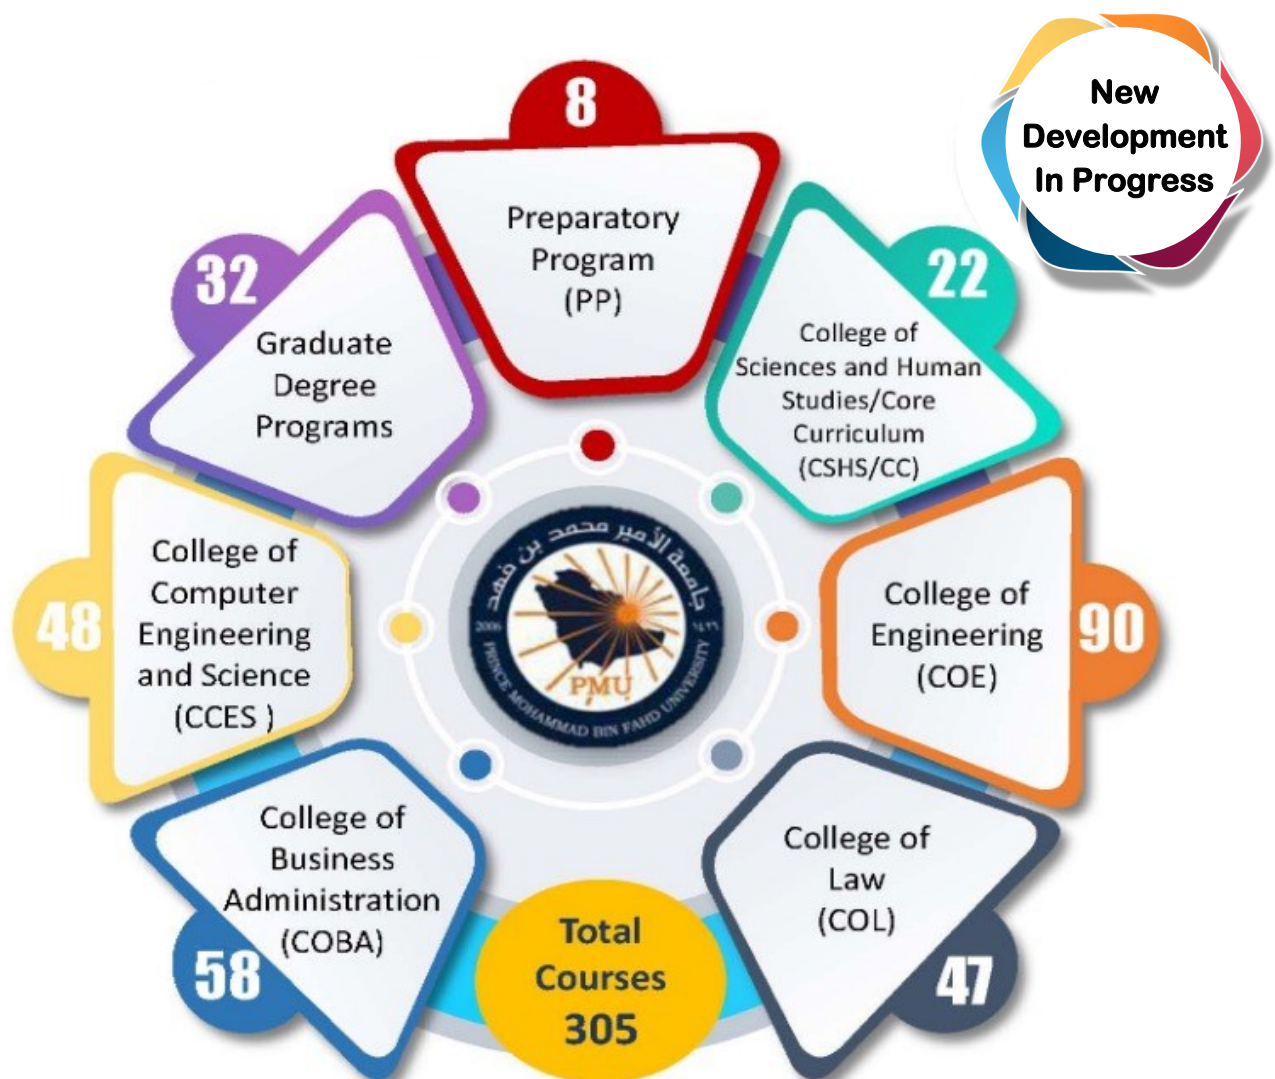 New
Development
In Progress
8
Preparatory
Program
(PP)
22
College of
Sciences and Human
Studies/Core
Curriculum
(CSHS/CC)
90
College of
Engineering
(COE)
47
College of
Law
(COL)
Total
Courses
305
58
College of
Business
Administration
(COBA)
48
College of
Computer
Engineering
and Science
(CCES )
32
Graduate
Degree
Programs
جامعة الأمير محمد بن فهد
2006 ١٤٢٦
PMU
PRINCE MOHAMMAD BIN FAHD UNIVERSITY